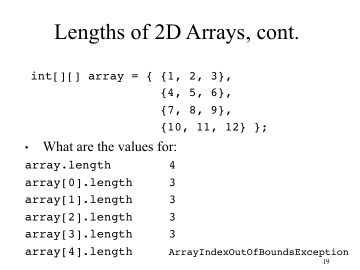 Lengths of 2D Arrays, cont.
int[][] array = { {1, 2, 3},
{4, 5, 6},
{7, 8, 9},
{10, 11, 12} };
• What are the values for:
array.length 4
array[0].length 3
array[1].length 3
array[2].length 3
array[3].length 3
array[4].length ArrayIndexOutOfBoundsException
19